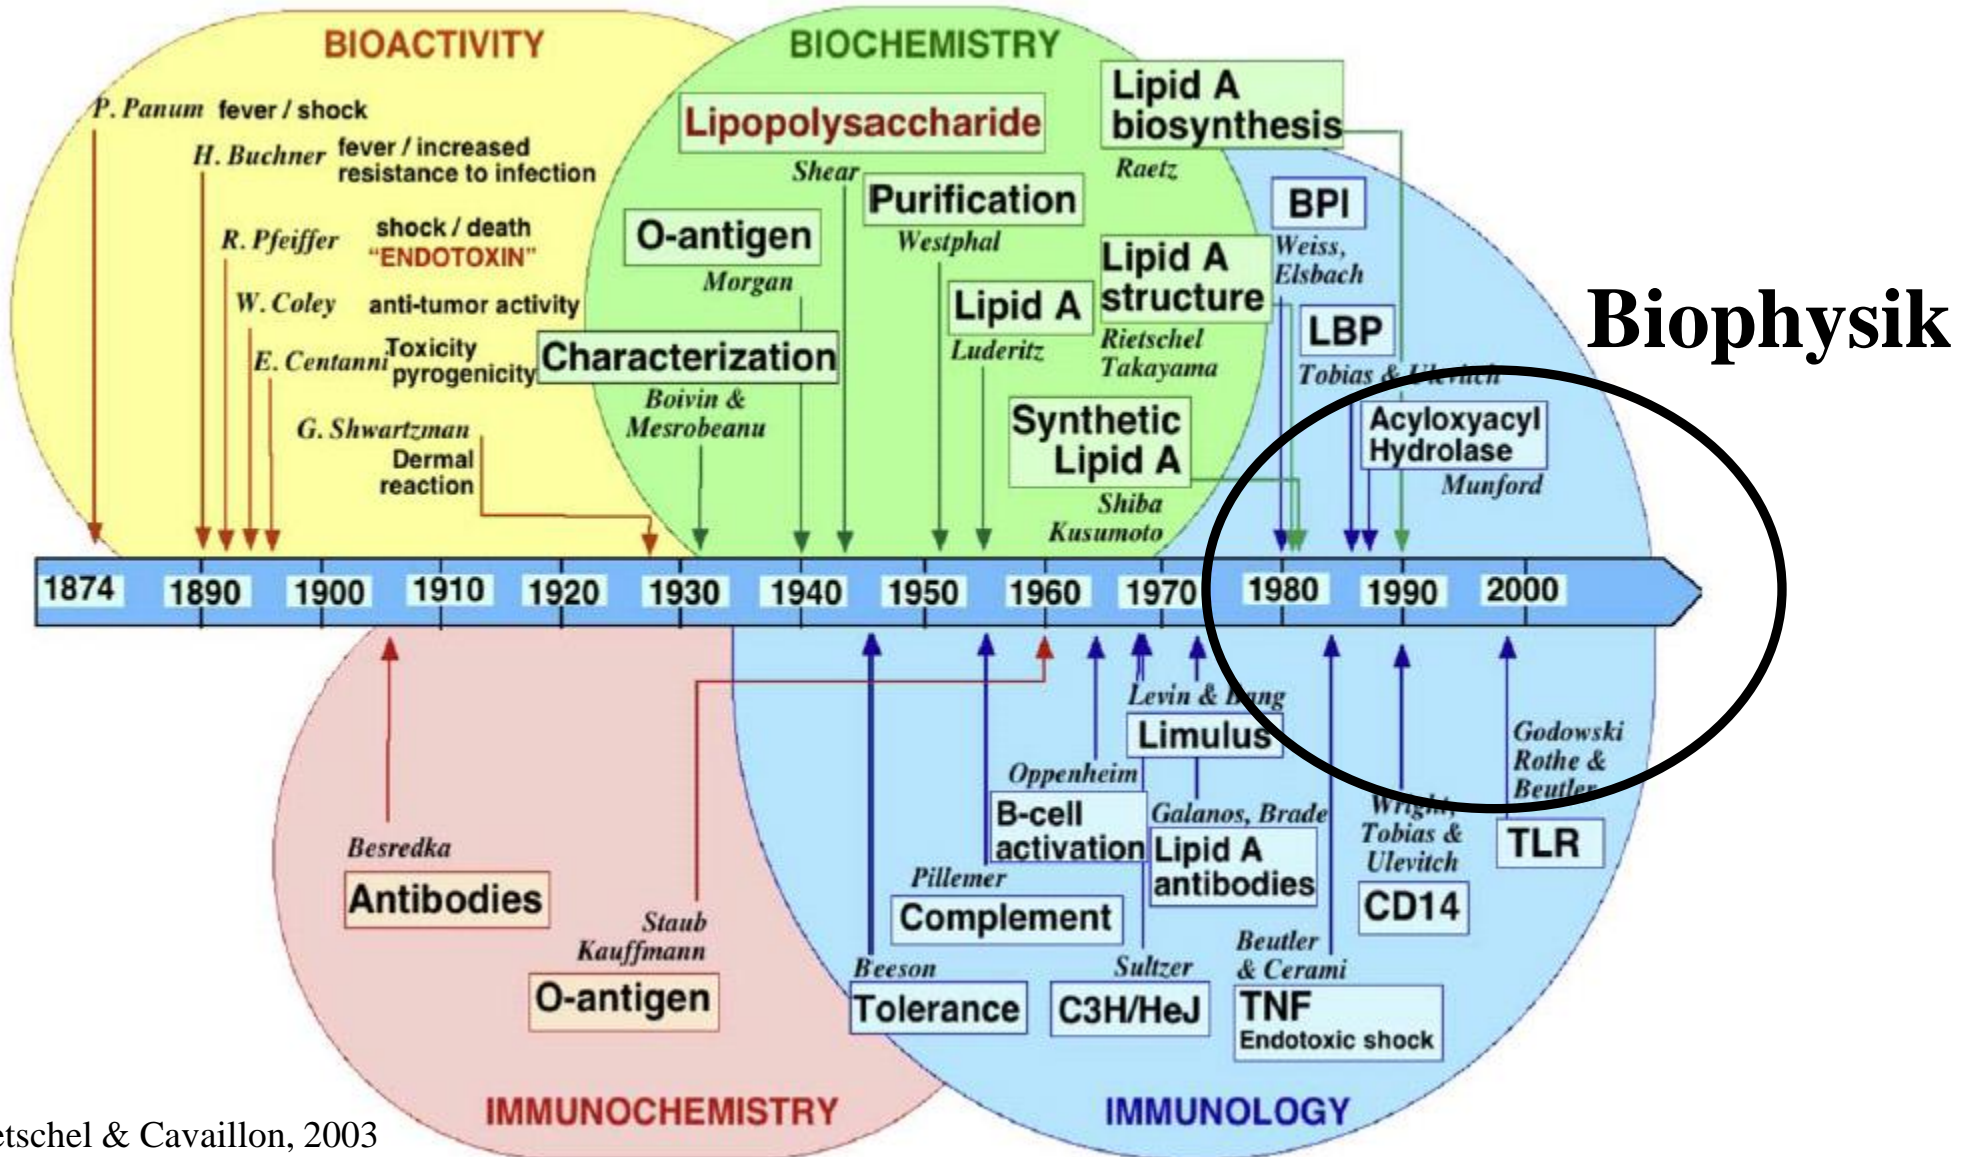 BIOACTIVITY
BIOCHEMISTRY
P. Panum fever / shock
H. Buchner fever / increased
resistance to infection
R. Pfeiffer shock / death
“ENDOTOXIN”
W. Coley anti-tumor activity
E. Centanni Toxicity
pyrogenicity
G. Shwartzman
Dermal
reaction
Lipopolysaccharide
Shear
O-antigen
Morgan
Characterization
Boivin &
Mesrobeanu
Purification
Westphal
Lipid A
Luderitz
Lipid A
biosynthesis
Raetz
Lipid A
structure
Rietschel
Takayama
Synthetic
Lipid A
Shiba
Kusumoto
BPI
Weiss,
Elsbach
LBP
Tobias & Ulevitch
Acyloxyacyl
Hydrolase
Munford
Biophysik
1874 1890 1900 1910 1920 1930 1940 1950 1960 1970 1980 1990 2000
Besredka
Antibodies
Staub
Kauffmann
O-antigen
IMMUNOCHEMISTRY
Beeson
Tolerance
Pillemer
Complement
Oppenheim
B-cell
activation
Levin & Bang
Limulus
Galanos, Brade
Lipid A
antibodies
Sultzer
C3H/HeJ
Beutler
& Cerami
TNF
Endotoxic shock
Wright,
Tobias &
Ulevitch
CD14
Godowski
Rothe &
Beutler
TLR
IMMUNOLOGY
etschel & Cavaillon, 2003